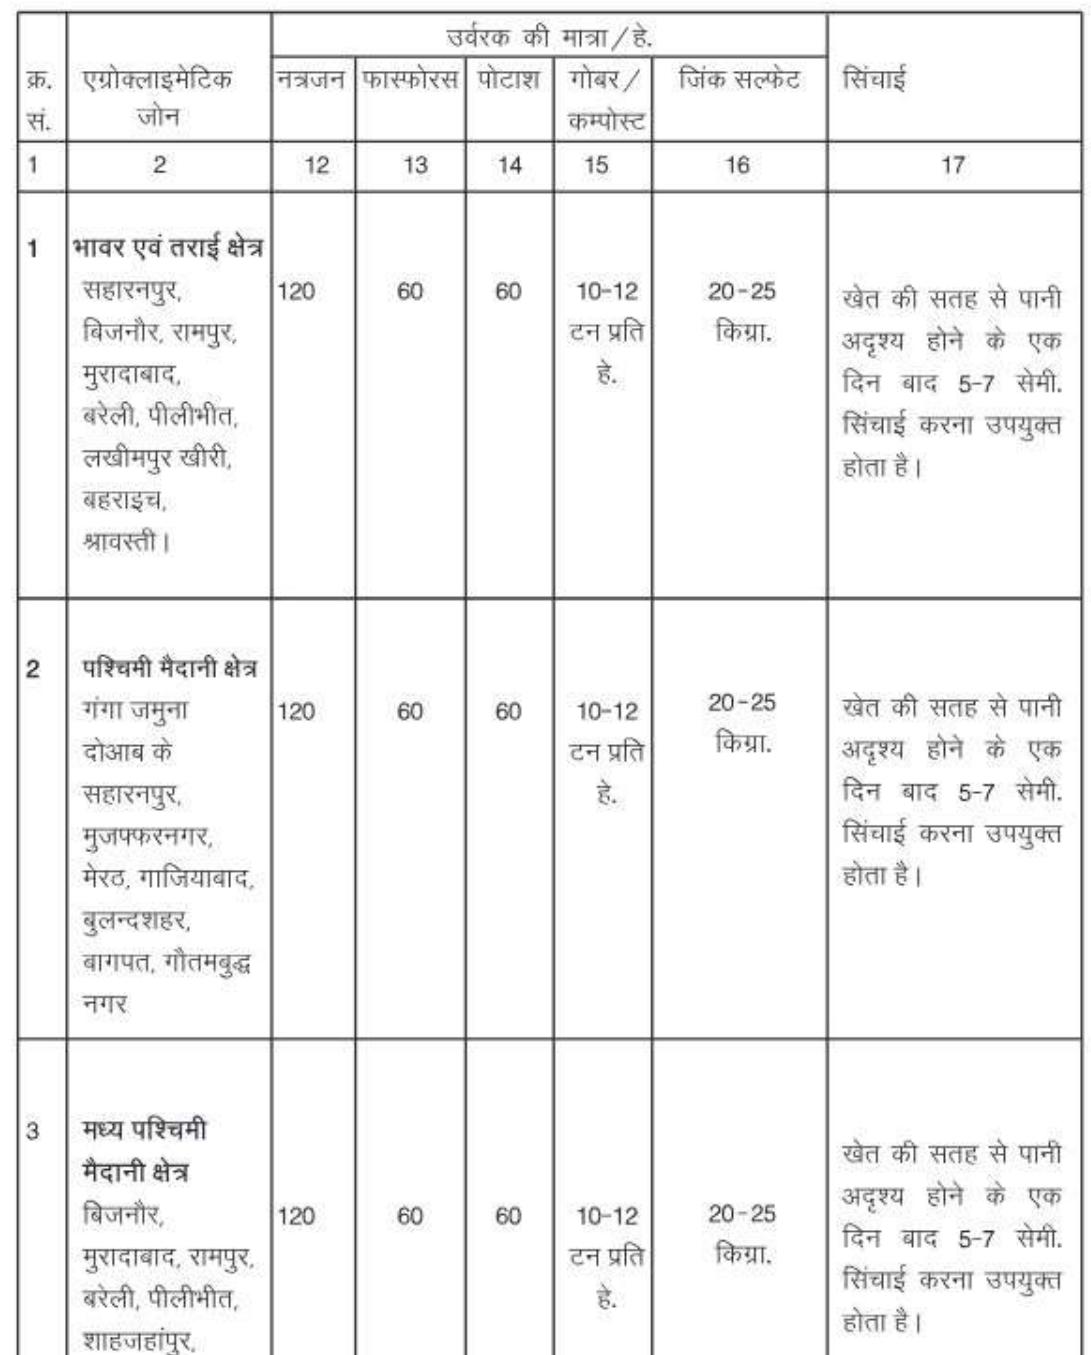 उर्वरक की मात्रा/हे.
क्र. सं. एग्रोक्लाइमेटिक जोन नत्रजन फास्फोरस पोटाश गोबर/ कम्पोस्ट जिंक सल्फेट सिंचाई
1 2 12 13 14 15 16 17
1 भावर एवं तराई क्षेत्र
सहारनपुर, 120 60 60 10-12 20-25 खेत की सतह से पानी
बिजनौर, रामपुर, टन प्रति किग्रा. अदृश्य होने के एक
मुरादाबाद, हे. दिन बाद 5-7 सेमी.
बरेली, पीलीभीत, सिंचाई करना उपयुक्त
लखीमपुर खीरी, होता है।
बहराइच,
श्रावस्ती।
2 पश्चिमी मैदानी क्षेत्र
गंगा जमुना 120 60 60 10-12 20-25 खेत की सतह से पानी
दोआब के टन प्रति किग्रा. अदृश्य होने के एक
सहारनपुर, हे. दिन बाद 5-7 सेमी.
मुजफ्फरनगर, सिंचाई करना उपयुक्त
मेरठ, गाजियाबाद, होता है।
बुलन्दशहर,
बागपत, गौतमबुद्ध
नगर
3 मध्य पश्चिमी
मैदानी क्षेत्र खेत की सतह से पानी
बिजनौर, 120 60 60 10-12 20-25 अदृश्य होने के एक
मुरादाबाद, रामपुर, टन प्रति किग्रा. दिन बाद 5-7 सेमी.
बरेली, पीलीभीत, हे. सिंचाई करना उपयुक्त
शाहजहांपुर, होता है।